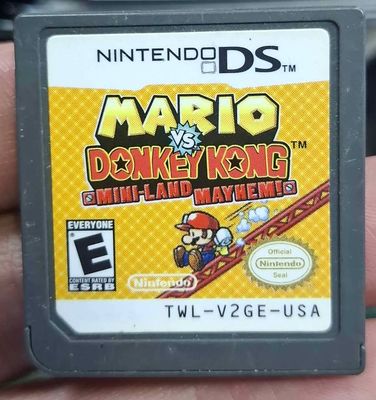 NINTENDO DS™
MARIO
VS
DONKEY KONG™
MINI-LAND MAYHEM!
EVERYONE
E
CONTENT RATED BY
ESRB
Nintendo
Official
Nintendo
Seal
TWL-V2GE-USA